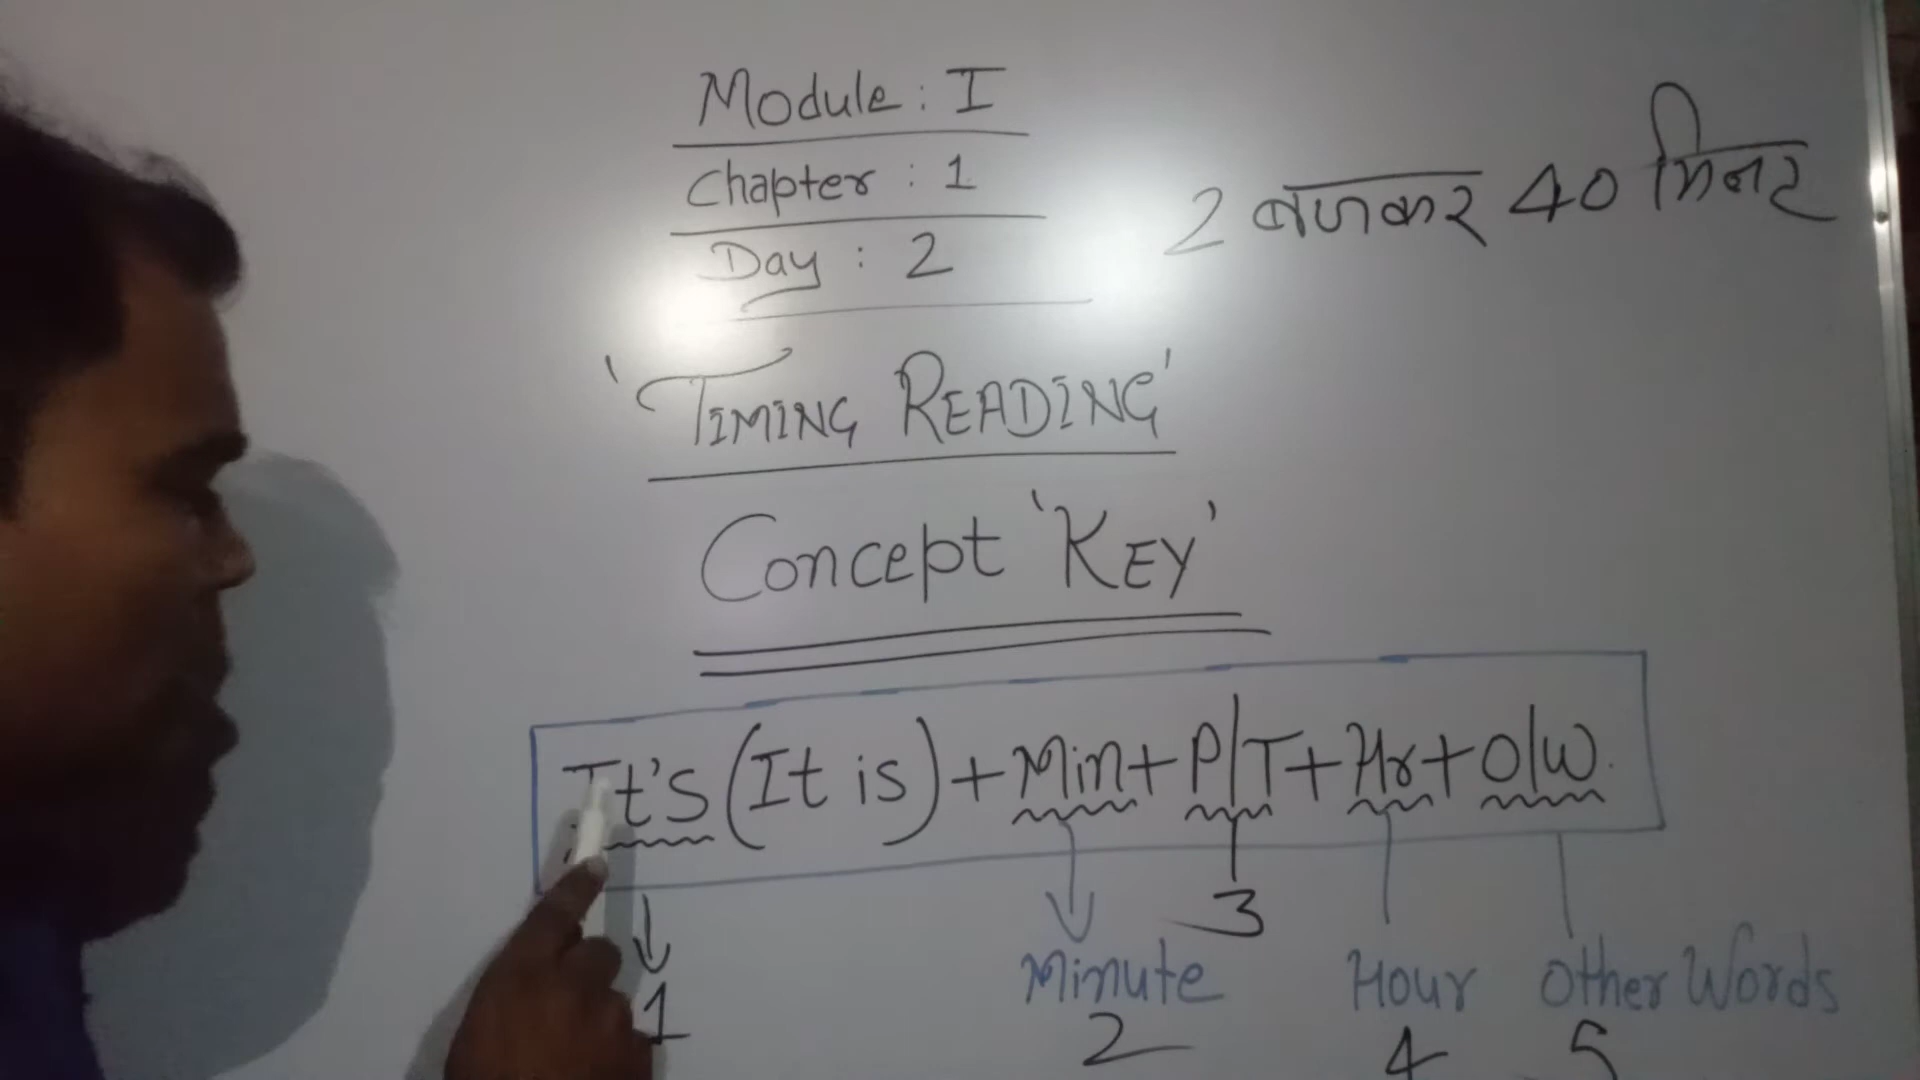 Module : I
Chapter : 1
Day : 2
2 बजकर 40 मिनट
'TIMING READING'
Concept 'KEY'
It's (It is) + Min + P/T + Hr + O/W.
3
Minute Hour Other Words
1 2 4 5